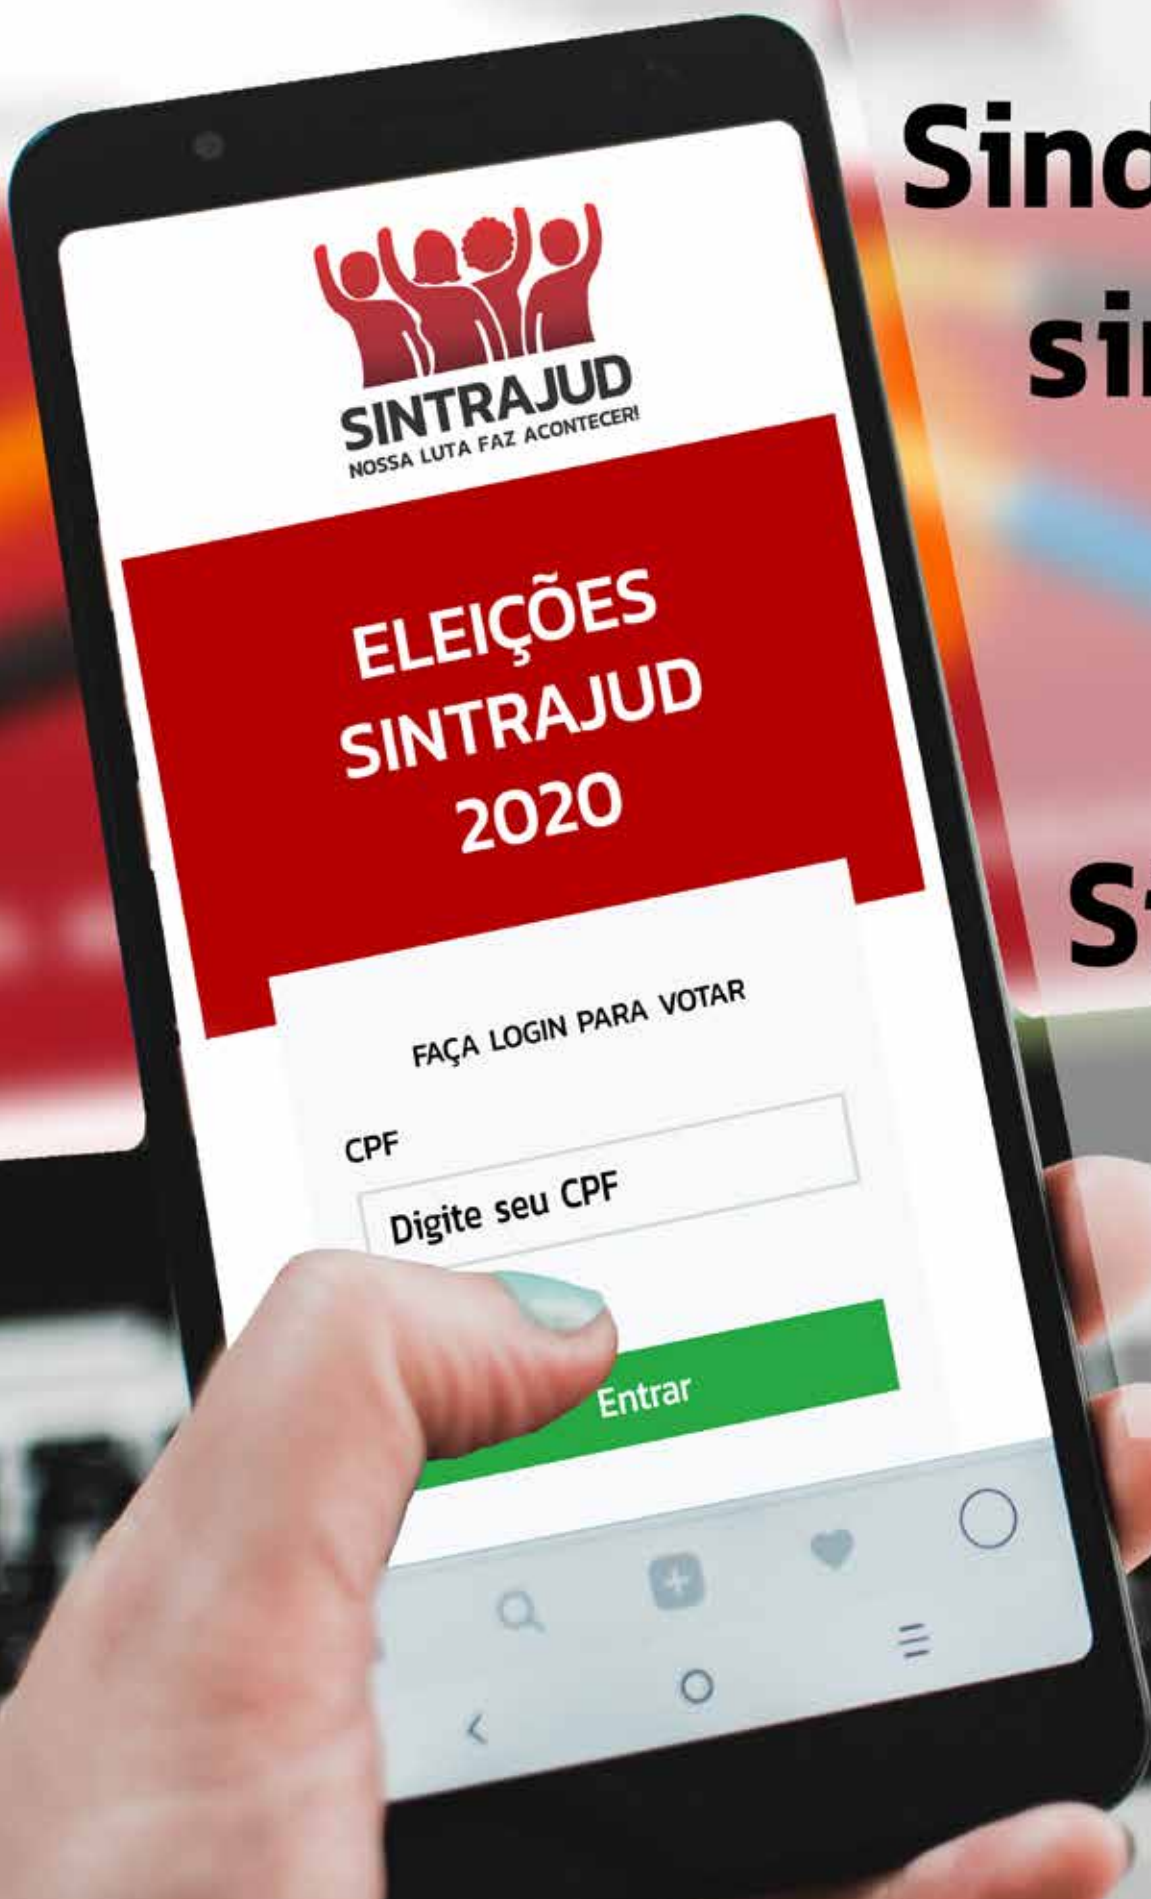 SINTRAJUD
NOSSA LUTA FAZ ACONTECER!
ELEIÇÕES
SINTRAJUD
2020
FAÇA LOGIN PARA VOTAR
CPF
Digite seu CPF
Entrar